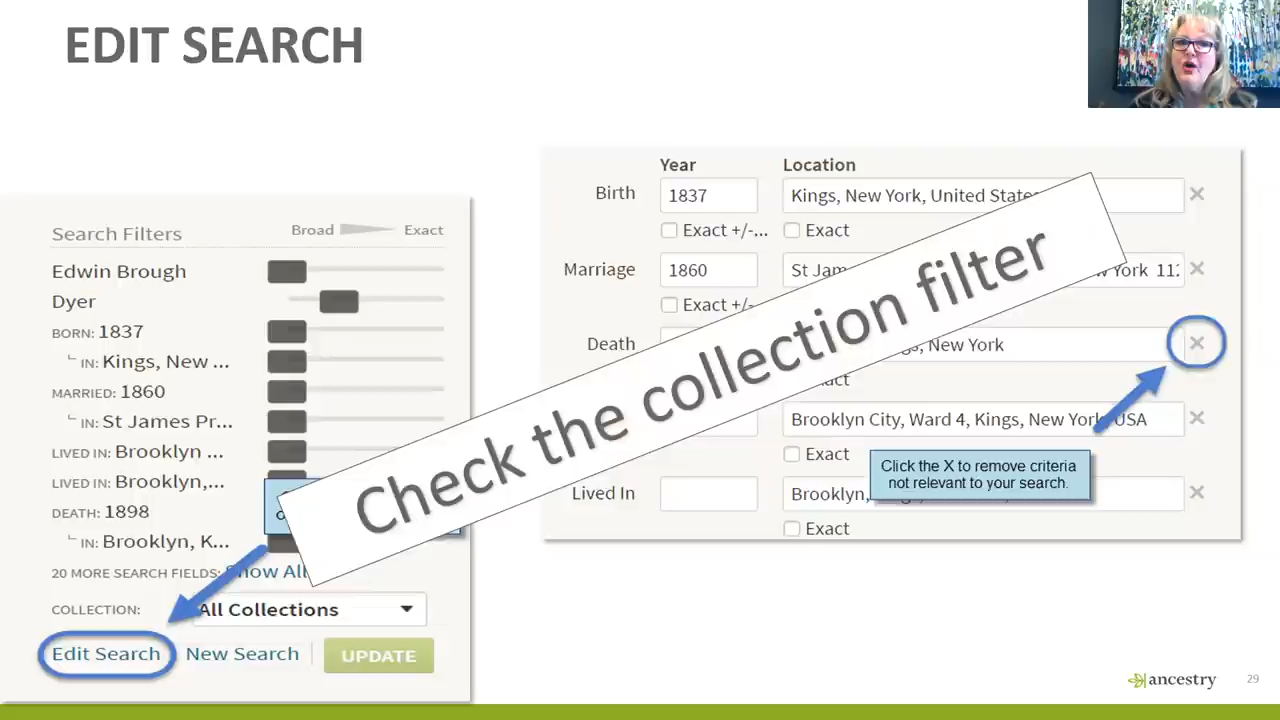 EDIT SEARCH
Search Filters
Broad Exact
Edwin Brough
Dyer
BORN: 1837
IN: Kings, New ...
MARRIED: 1860
IN: St James Pr...
LIVED IN: Brooklyn ...
LIVED IN: Brooklyn,...
DEATH: 1898
IN: Brooklyn, K...
20 MORE SEARCH FIELDS: Show All
COLLECTION: All Collections
Edit Search New Search UPDATE
Check the collection filter
Year Location
Birth 1837 Kings, New York, United States
Exact +/-... Exact
Marriage 1860 St Jam York 11
Exact +/-
Death New York
Brooklyn City, Ward 4, Kings, New York, USA
Exact
Click the X to remove criteria
not relevant to your search.
Lived In Brooklyn,
Exact
ancestry 29